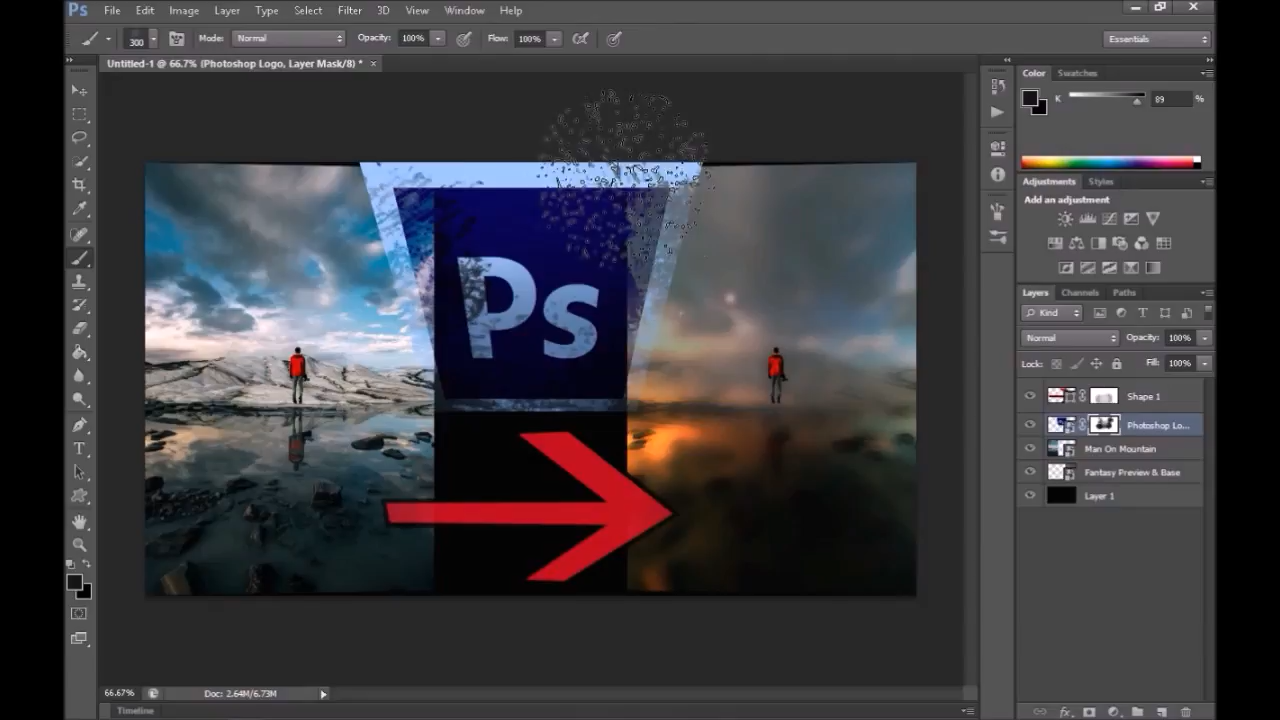 Ps File Edit Image Layer Type Select Filter 3D View Window Help
300 Mode: Normal Opacity: 100% Flow: 100% Essentials
Untitled-1 @ 66.7% (Photoshop Logo, Layer Mask/8) * ×
Color Swatches
K 89 %
Adjustments Styles
Add an adjustment
Ps
Layers Channels Paths
Kind
Normal Opacity: 100%
Lock: Fill: 100%
Shape 1
Photoshop Lo...
Man On Mountain
Fantasy Preview & Base
Layer 1
66.67% Doc: 2.64M/6.73M
Timeline